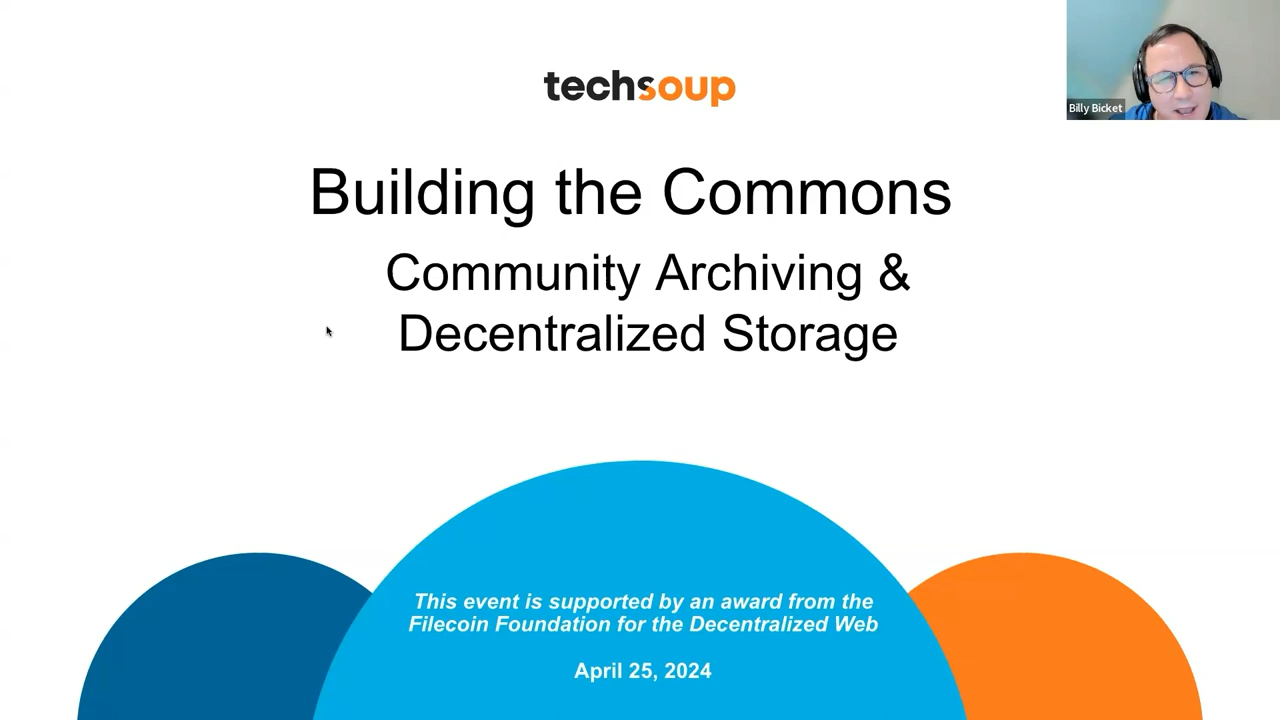 techsoup
Billy Bicket
Building the Commons
Community Archiving &
Decentralized Storage
This event is supported by an award from the
Filecoin Foundation for the Decentralized Web
April 25, 2024